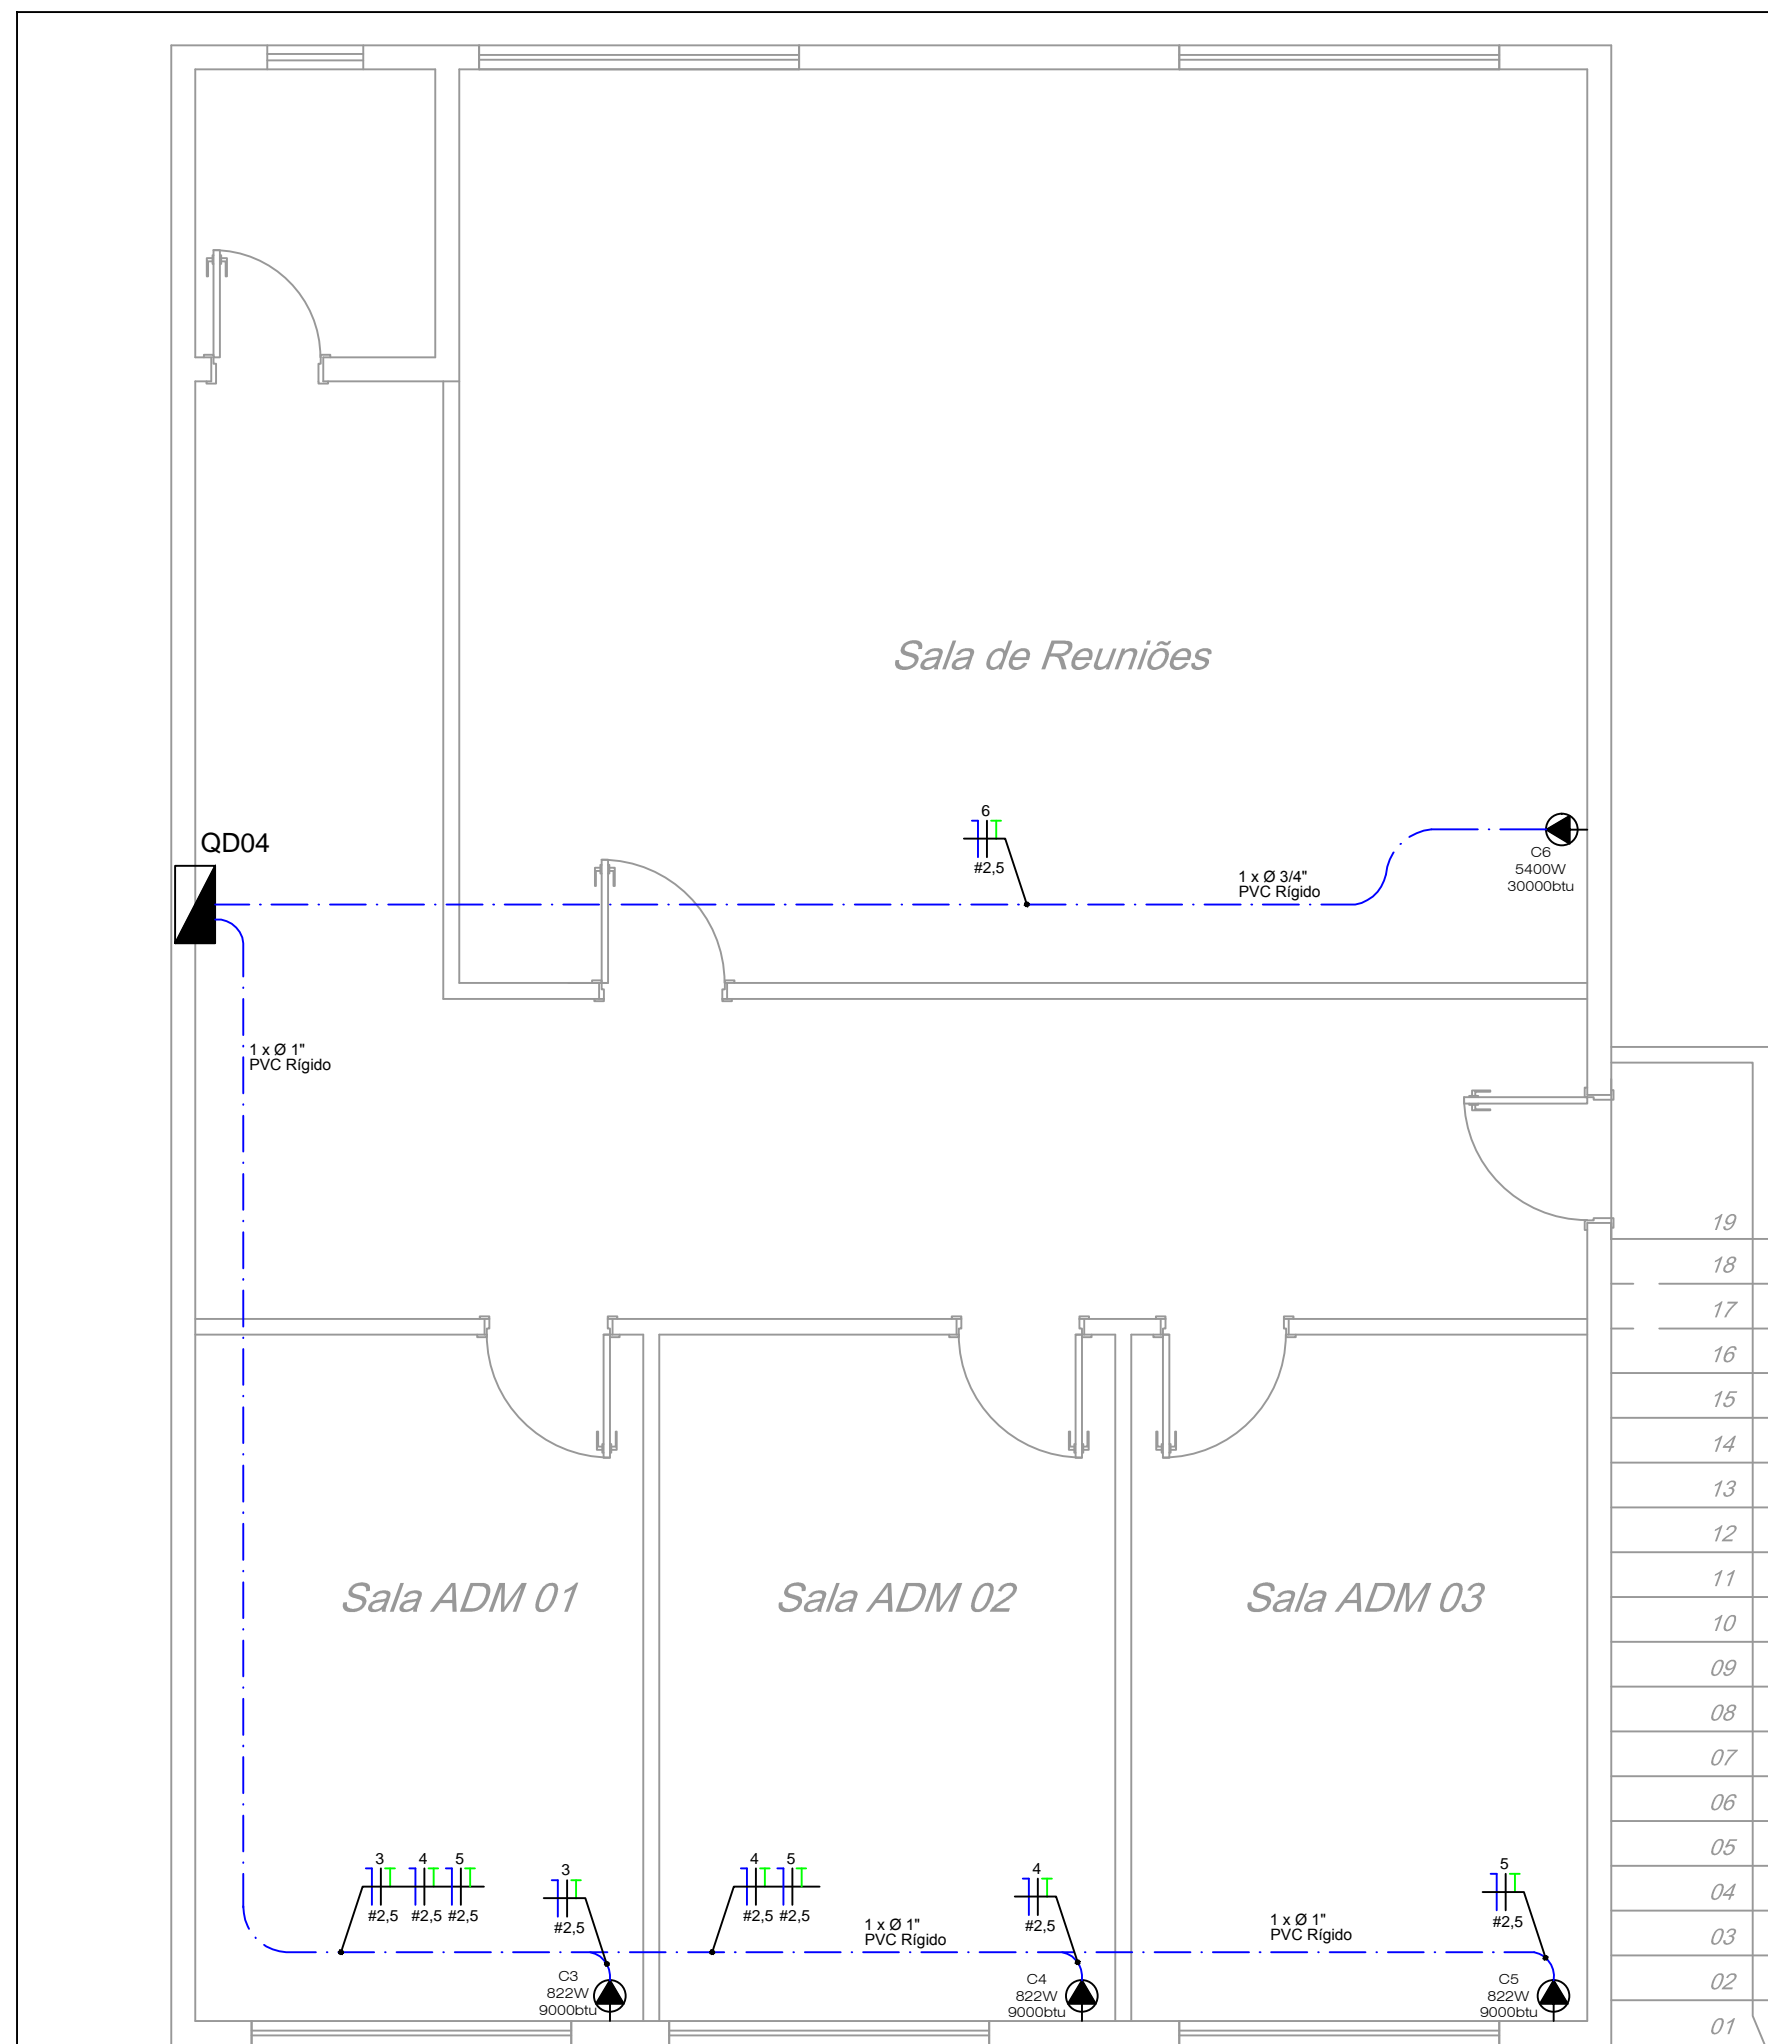 Sala de Reuniões
6
#2,5
QD04
C6
5400W
30000btu
1 x Ø 3/4"
PVC Rígido
1 x Ø 1"
PVC Rígido
19
18
17
16
15
14
13
12
11
10
09
08
07
06
05
04
03
02
01
Sala ADM 01
Sala ADM 02
Sala ADM 03
3 4 5
#2,5 #2,5 #2,5
3
#2,5
4 5
#2,5 #2,5
4
#2,5
5
#2,5
1 x Ø 1"
PVC Rígido
1 x Ø 1"
PVC Rígido
C3
822W
9000btu
C4
822W
9000btu
C5
822W
9000btu